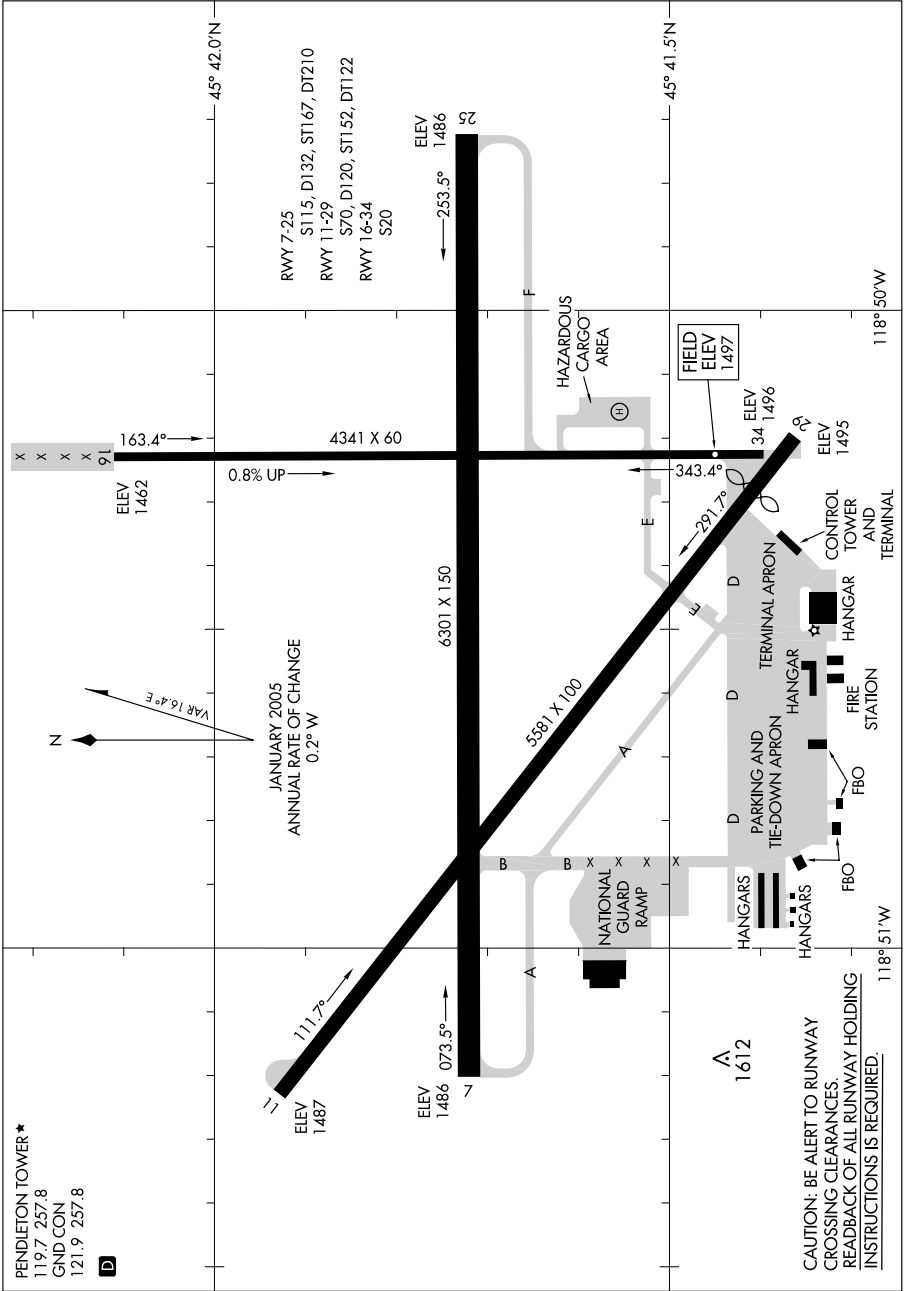 PENDLETON TOWER ★
119.7 257.8
GND CON
121.9 257.8
D
N
VAR 16.4° E
JANUARY 2005
ANNUAL RATE OF CHANGE
0.2° W
X X X X
16
163.4°
ELEV
1462
0.8% UP
4341 X 60
45° 42.0'N
RWY 7-25
S115, D132, ST167, DT210
RWY 11-29
S70, D120, ST152, DT122
RWY 16-34
S20
11
ELEV
1487
111.7°
ELEV
1486
7
073.5°
6301 X 150
253.5°
ELEV
1486
25
5581 X 100
A
A
B
B
X X X X
NATIONAL
GUARD
RAMP
E
E
F
HAZARDOUS
CARGO
AREA
H
45° 41.5'N
FIELD
ELEV
1497
343.4°
291.7°
34
ELEV
1496
29
ELEV
1495
D
D
D
TERMINAL APRON
PARKING AND
TIE-DOWN APRON
HANGARS
HANGARS
FBO
FBO
HANGAR
FIRE
STATION
HANGAR
CONTROL
TOWER
AND
TERMINAL
1612
118° 51'W
118° 50'W
CAUTION: BE ALERT TO RUNWAY
CROSSING CLEARANCES.
READBACK OF ALL RUNWAY HOLDING
INSTRUCTIONS IS REQUIRED.